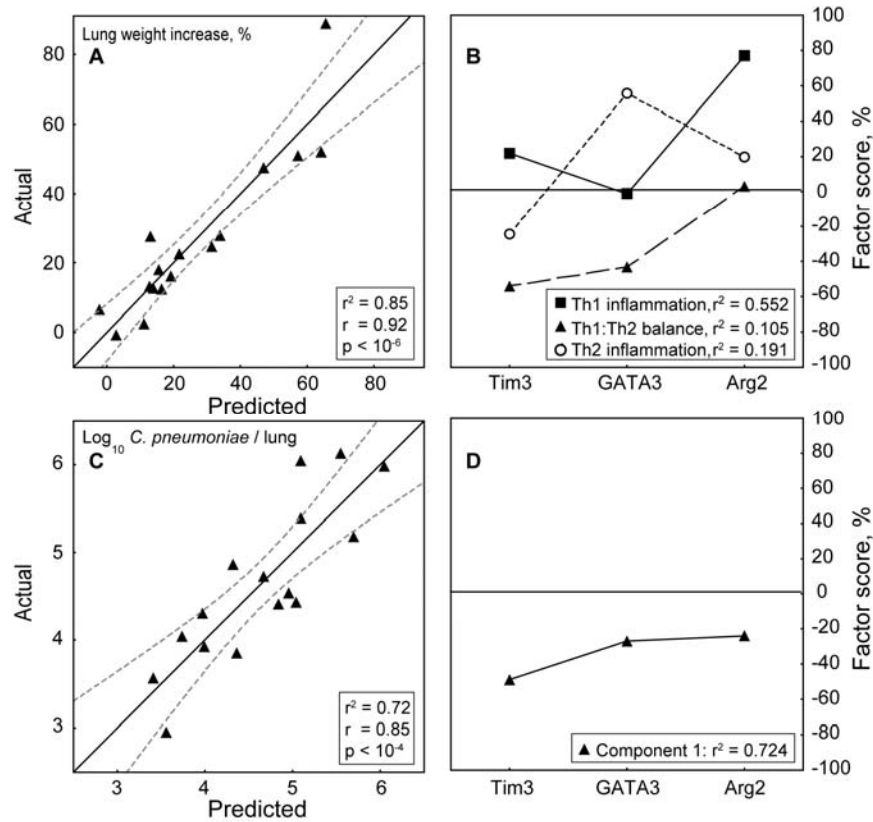 Lung weight increase, %
A
80
60
40
20
0
Actual
0 20 40 60 80
Predicted
r² = 0.85
r = 0.92
p < 10⁻⁶
B
100
80
60
40
20
0
-20
-40
-60
-80
-100
Factor score, %
Th1 inflammation, r² = 0.552
Th1:Th2 balance, r² = 0.105
Th2 inflammation, r² = 0.191
Tim3 GATA3 Arg2
Log₁₀ C. pneumoniae / lung
C
6
5
4
3
Actual
3 4 5 6
Predicted
r² = 0.72
r = 0.85
p < 10⁻⁴
D
100
80
60
40
20
0
-20
-40
-60
-80
-100
Factor score, %
Component 1: r² = 0.724
Tim3 GATA3 Arg2